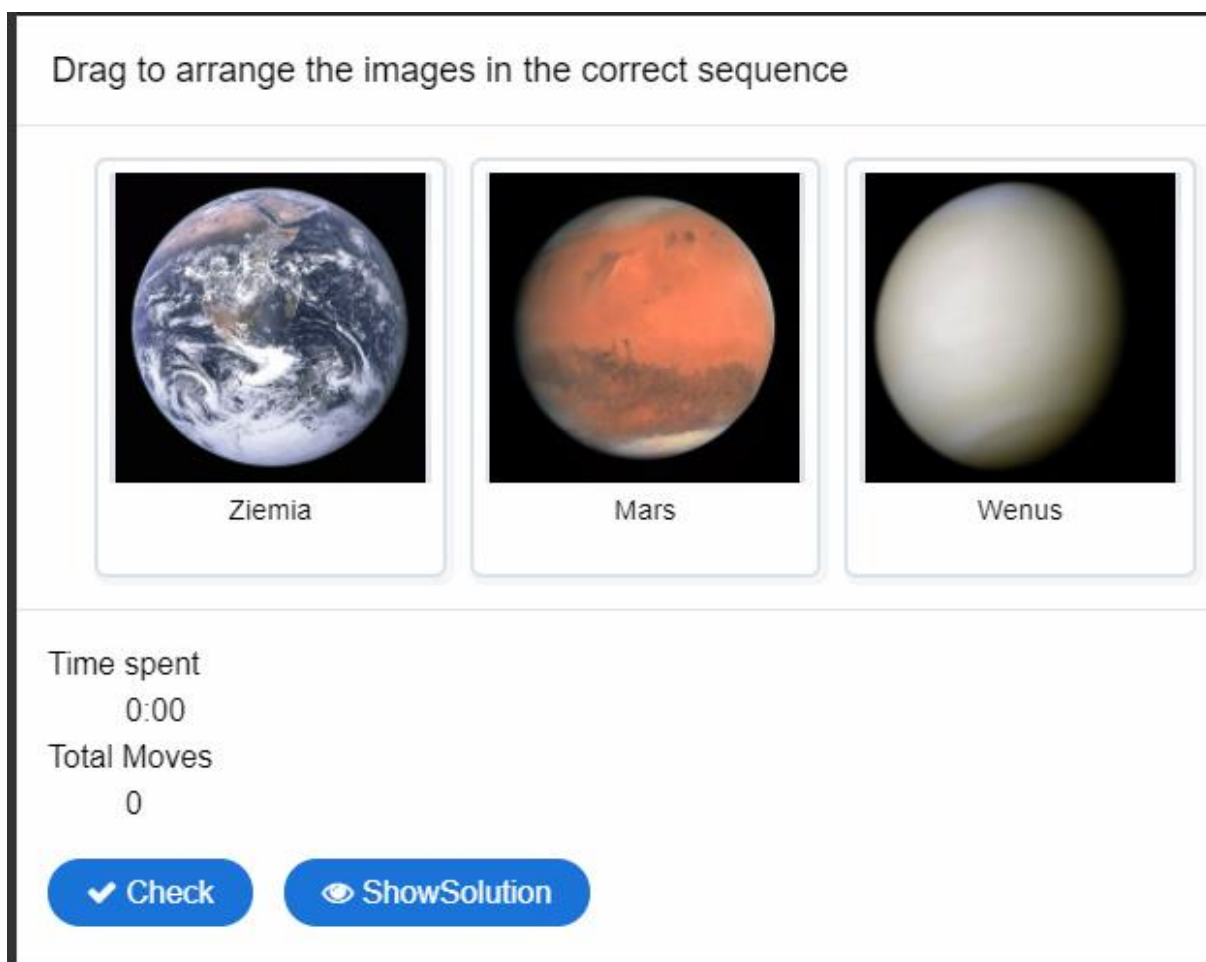 Drag to arrange the images in the correct sequence
Ziemia
Mars
Wenus
Time spent
0:00
Total Moves
0
Check
ShowSolution